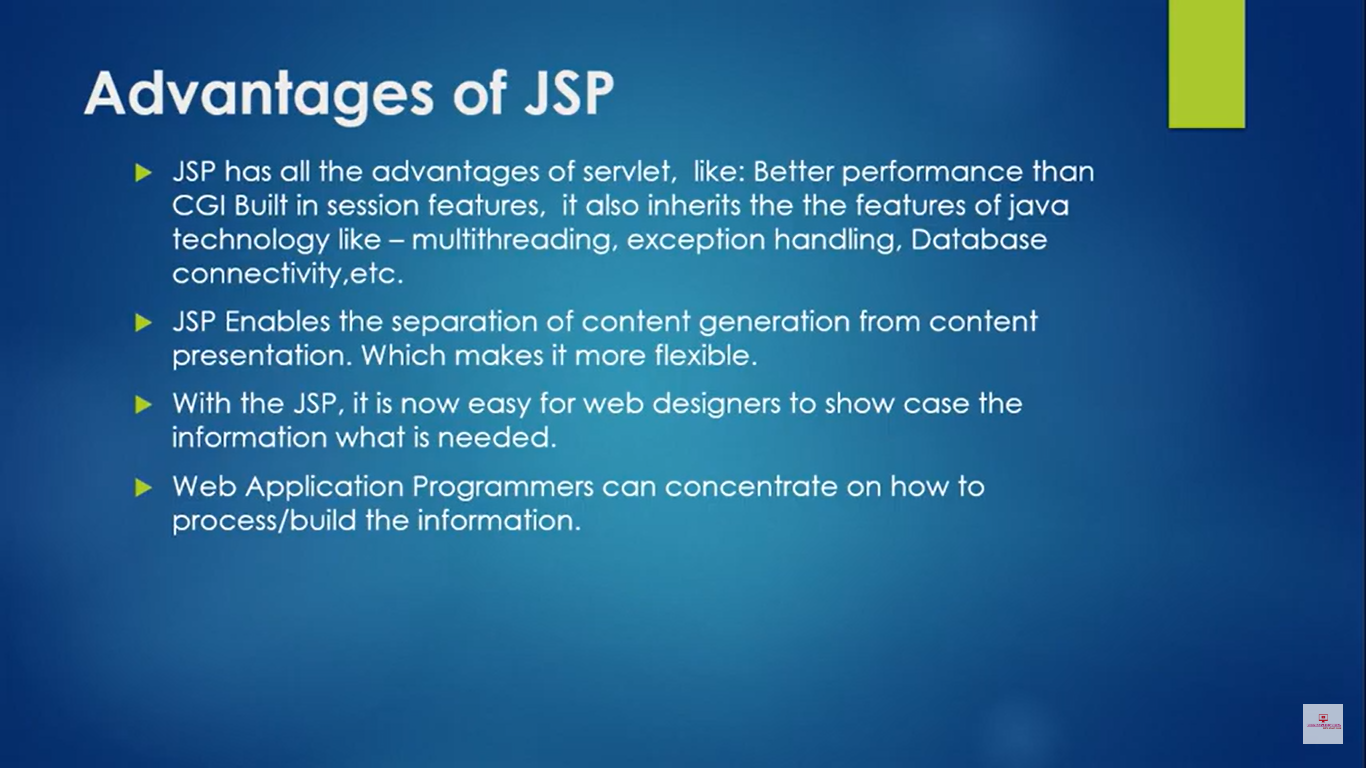 Advantages of JSP
JSP has all the advantages of servlet,  like: Better performance than
CGI Built in session features,  it also inherits the the features of java
technology like – multithreading, exception handling, Database
connectivity,etc.
JSP Enables the separation of content generation from content
presentation. Which makes it more flexible.
With the JSP, it is now easy for web designers to show case the
information what is needed.
Web Application Programmers can concentrate on how to
process/build the information.